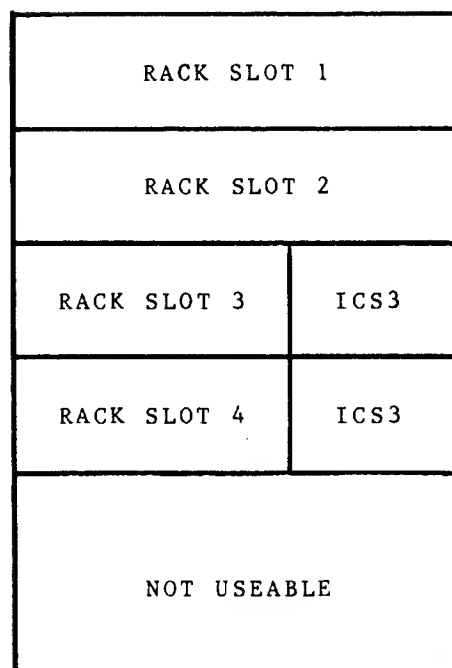 RACK SLOT 1
RACK SLOT 2
RACK SLOT 3 ICS3
RACK SLOT 4 ICS3
NOT USEABLE